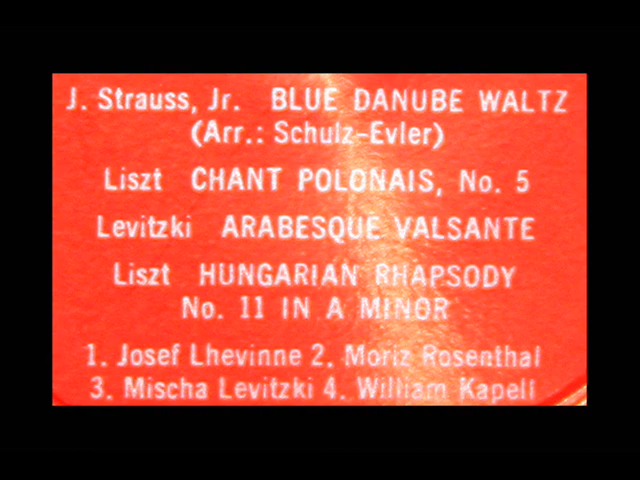 J. Strauss, Jr. BLUE DANUBE WALTZ
(Arr.: Schulz-Evler)
Liszt CHANT POLONAIS, No. 5
Levitzki ARABESQUE VALSANTE
Liszt HUNGARIAN RHAPSODY
No. 11 IN A MINOR
1. Josef Lhevinne 2. Moriz Rosenthal
3. Mischa Levitzki 4. William Kapell